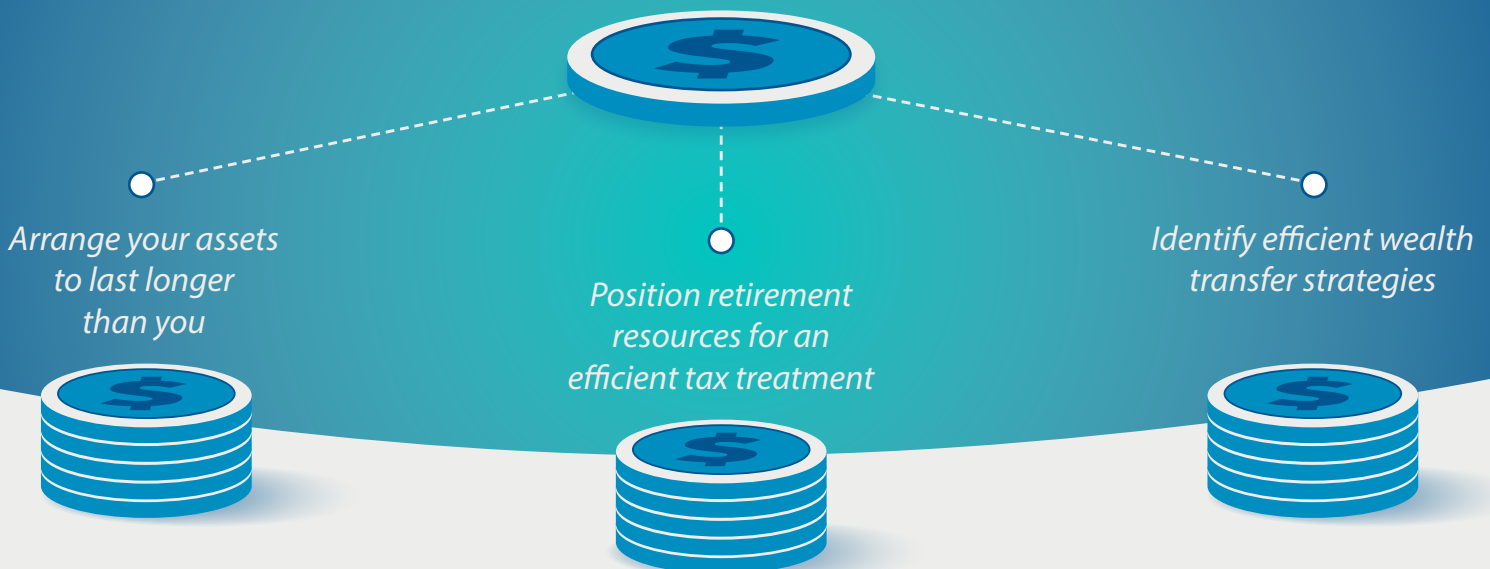 $
Arrange your assets
to last longer
than you
Position retirement
resources for an
efficient tax treatment
Identify efficient wealth
transfer strategies
$
$
$